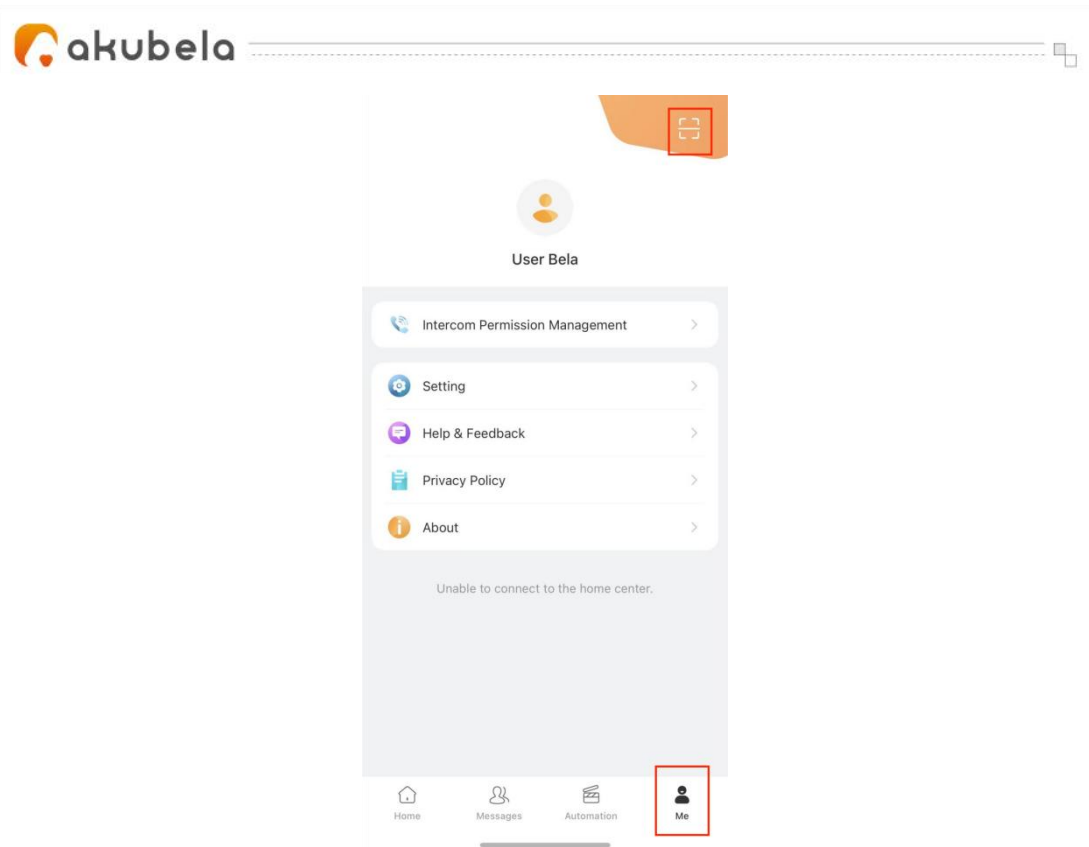 akubela
User Bela
Intercom Permission Management
Setting
Help & Feedback
Privacy Policy
About
Unable to connect to the home center.
Home
Messages
Automation
Me